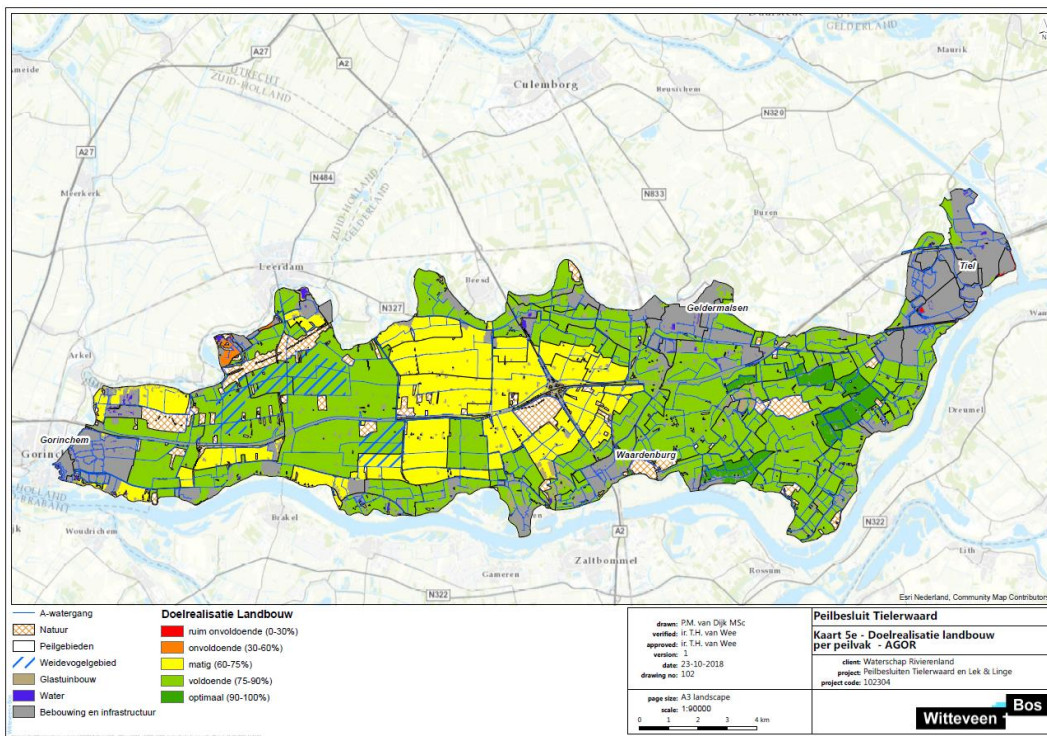 GELDERLAND
Maurik
N
A27
A2
UTRECHT
ZUID-HOLLAND
Culemborg
Beusichem
N320
A27
N484
ZUID-HOLLAND
GELDERLAND
Meerkerk
N833
Buren
Tiel
Leerdam
Beesd
N327
Geldermalsen
Arkel
Dreumel
Gorinchem
Waardenburg
Woudrichem
Brakel
A2
N322
Zaltbommel
Lith
Gameren
Rossum
N322
Esri Nederland, Community Map Contributors
A-watergang
Natuur
Peilgebieden
Weidevogelgebied
Glastuinbouw
Water
Bebouwing en infrastructuur
Doelrealisatie Landbouw
ruim onvoldoende (0-30%)
onvoldoende (30-60%)
matig (60-75%)
voldoende (75-90%)
optimaal (90-100%)
drawn: P.M. van Dijk MSc
verified: ir. T.H. van Wee
approved: ir. T.H. van Wee
version: 1
date: 23-10-2018
drawing no: 102
page size: A3 landscape
scale: 1:90000
0 1 2 3 4 km
Peilbesluit Tielerwaard
Kaart 5e - Doelrealisatie landbouw
per peilvak - AGOR
client: Waterschap Rivierenland
project: Peilbesluiten Tielerwaard en Lek & Linge
project code: 102304
Witteveen + Bos